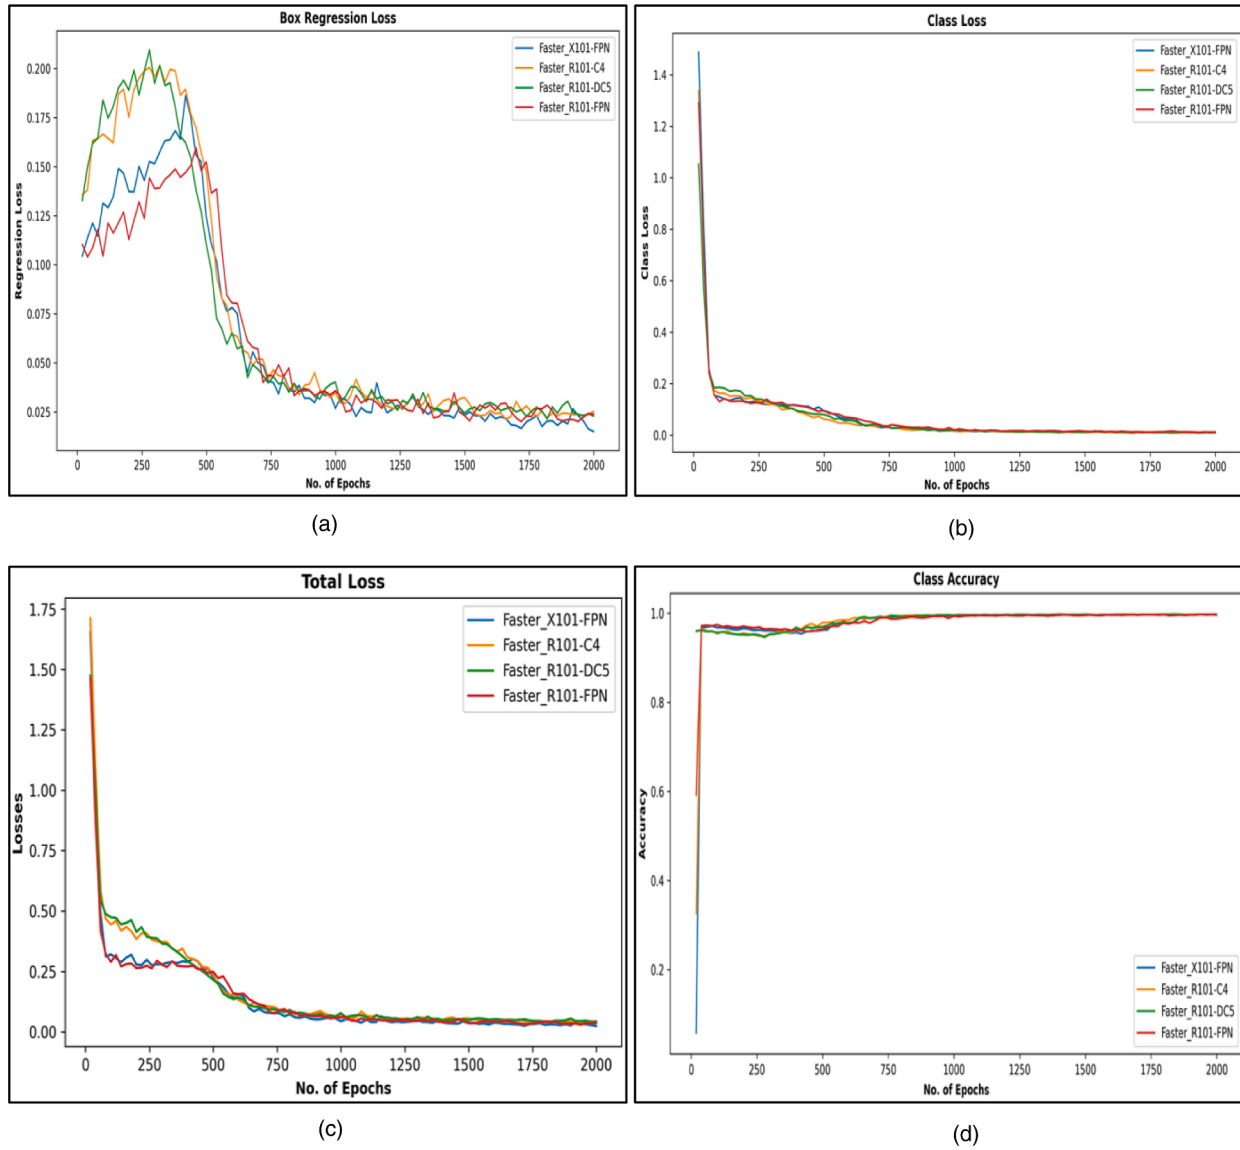 Box Regression Loss
Faster_X101-FPN
Faster_R101-C4
Faster_R101-DC5
Faster_R101-FPN
0.200
0.175
0.150
0.125
0.100
0.075
0.050
0.025
Regression Loss
0 250 500 750 1000 1250 1500 1750 2000
No. of Epochs
(a)
Class Loss
Faster_X101-FPN
Faster_R101-C4
Faster_R101-DC5
Faster_R101-FPN
1.4
1.2
1.0
0.8
0.6
0.4
0.2
0.0
Class Loss
0 250 500 750 1000 1250 1500 1750 2000
No. of Epochs
(b)
Total Loss
Faster_X101-FPN
Faster_R101-C4
Faster_R101-DC5
Faster_R101-FPN
1.75
1.50
1.25
1.00
0.75
0.50
0.25
0.00
Losses
0 250 500 750 1000 1250 1500 1750 2000
No. of Epochs
(c)
Class Accuracy
1.0
0.8
0.6
0.4
0.2
Accuracy
Faster_X101-FPN
Faster_R101-C4
Faster_R101-DC5
Faster_R101-FPN
0 250 500 750 1000 1250 1500 1750 2000
No. of Epochs
(d)